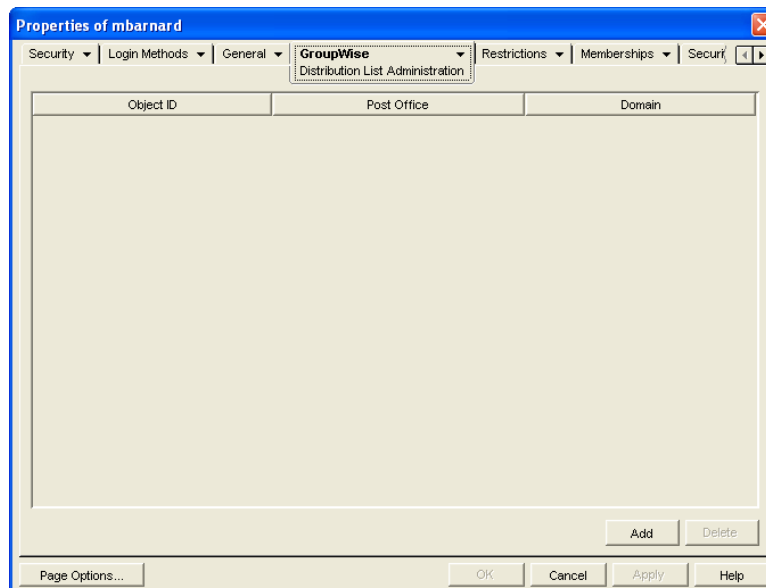 Properties of mbarnard
Security Login Methods General GroupWise Restrictions Memberships Securi
Distribution List Administration
Object ID Post Office Domain
Add Delete
Page Options... OK Cancel Apply Help